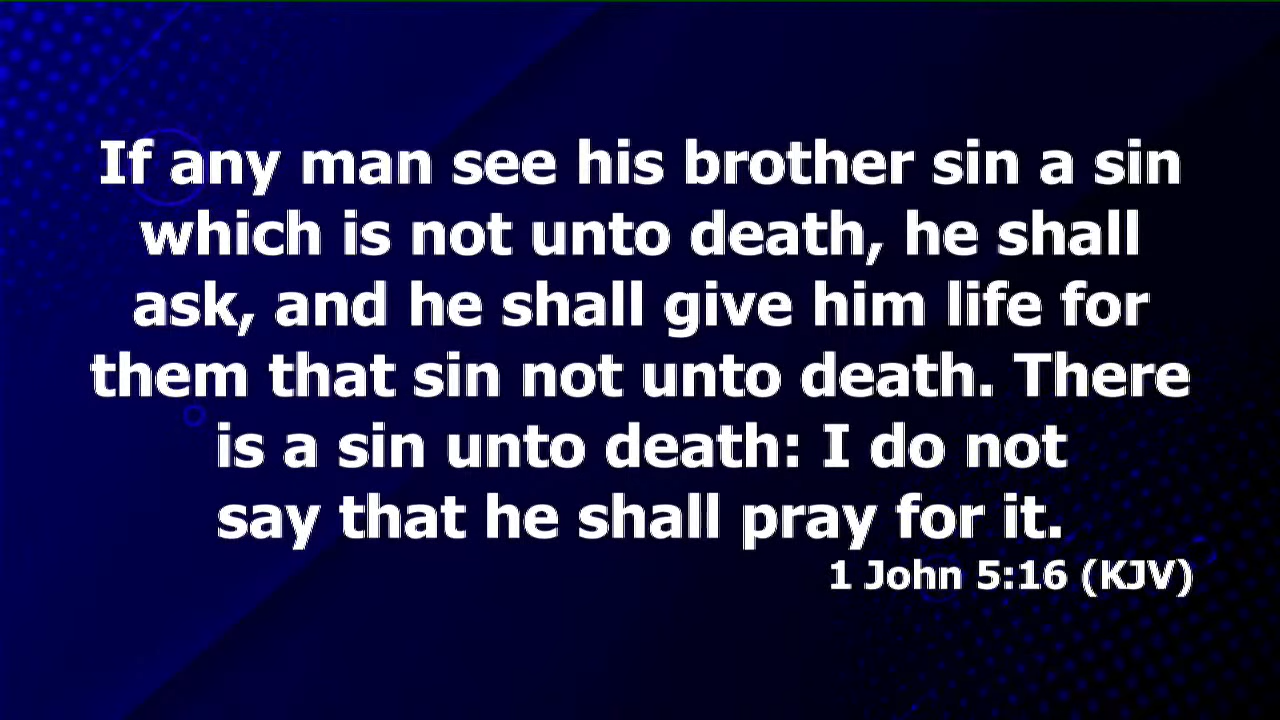 If any man see his brother sin a sin
which is not unto death, he shall
ask, and he shall give him life for
them that sin not unto death. There
is a sin unto death: I do not
say that he shall pray for it.
1 John 5:16 (KJV)